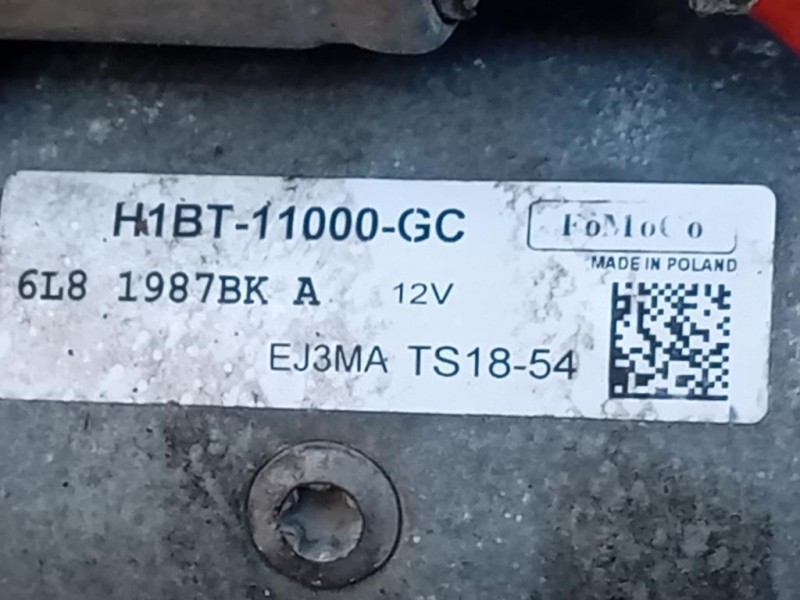 H1BT-11000-GC
FoMoCo
MADE IN POLAND
6L8 1987BK A 12V
EJ3MA TS18-54